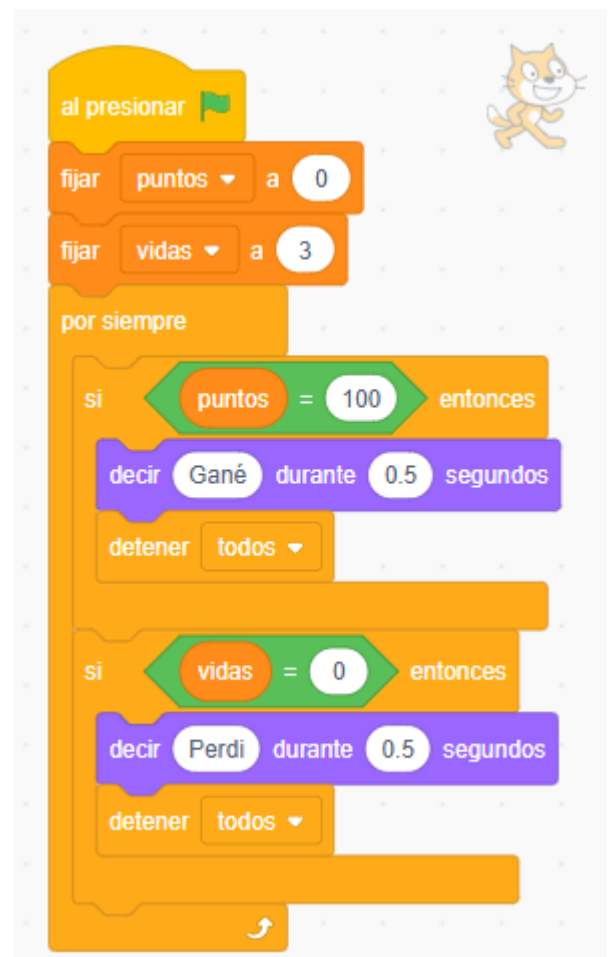 al presionar
fijar puntos a 0
fijar vidas a 3
por siempre
si puntos = 100 entonces
decir Gané durante 0.5 segundos
detener todos
si vidas = 0 entonces
decir Perdi durante 0.5 segundos
detener todos